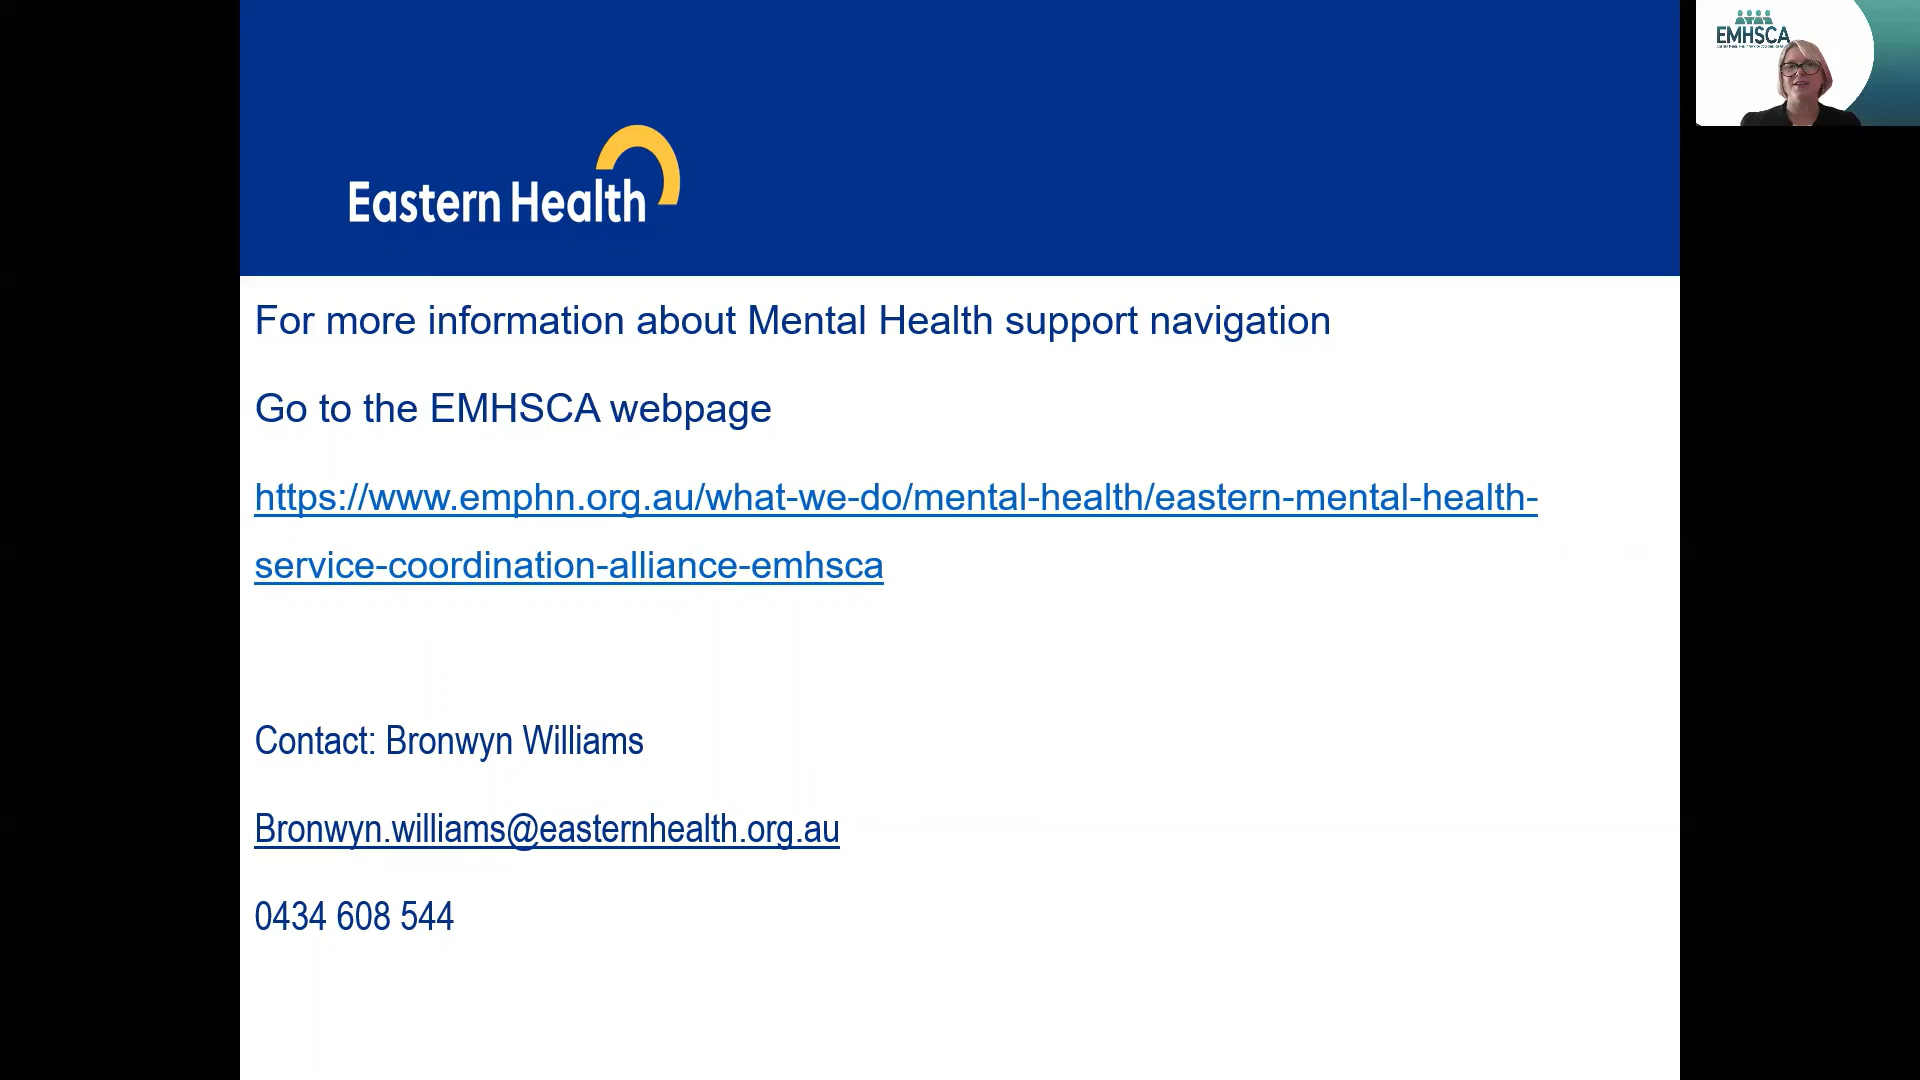 EMHSCA
Eastern Health
For more information about Mental Health support navigation
Go to the EMHSCA webpage
https://www.emphn.org.au/what-we-do/mental-health/eastern-mental-health-
service-coordination-alliance-emhsca
Contact: Bronwyn Williams
Bronwyn.williams@easternhealth.org.au
0434 608 544